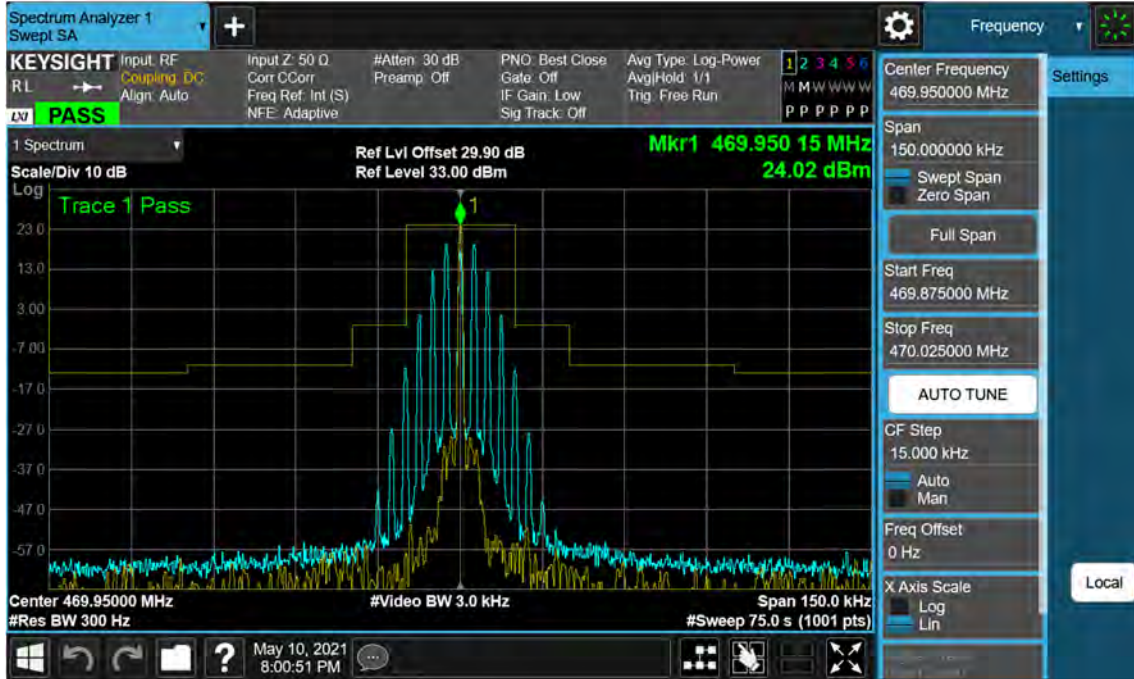 Spectrum Analyzer 1
Swept SA
+
Frequency
KEYSIGHT
RL
LXI PASS
Input: RF
Coupling: DC
Align: Auto
Input Z: 50 Ω
Corr CCorr
Freq Ref: Int (S)
NFE: Adaptive
#Atten: 30 dB
Preamp: Off
PNO: Best Close
Gate: Off
IF Gain: Low
Sig Track: Off
Avg Type: Log-Power
Avg|Hold: 1/1
Trig: Free Run
1 2 3 4 5 6
M M W W W W
P P P P P P
1 Spectrum
Scale/Div 10 dB
Ref Lvl Offset 29.90 dB
Ref Level 33.00 dBm
Mkr1 469.950 15 MHz
24.02 dBm
Log
Trace 1 Pass
1
23.0
13.0
3.00
-7.00
-17.0
-27.0
-37.0
-47.0
-57.0
Center 469.95000 MHz
#Video BW 3.0 kHz
Span 150.0 kHz
#Res BW 300 Hz
#Sweep 75.0 s (1001 pts)
?
May 10, 2021
8:00:51 PM
Center Frequency
469.950000 MHz
Settings
Span
150.000000 kHz
Swept Span
Zero Span
Full Span
Start Freq
469.875000 MHz
Stop Freq
470.025000 MHz
AUTO TUNE
CF Step
15.000 kHz
Auto
Man
Freq Offset
0 Hz
X Axis Scale
Log
Lin
Local